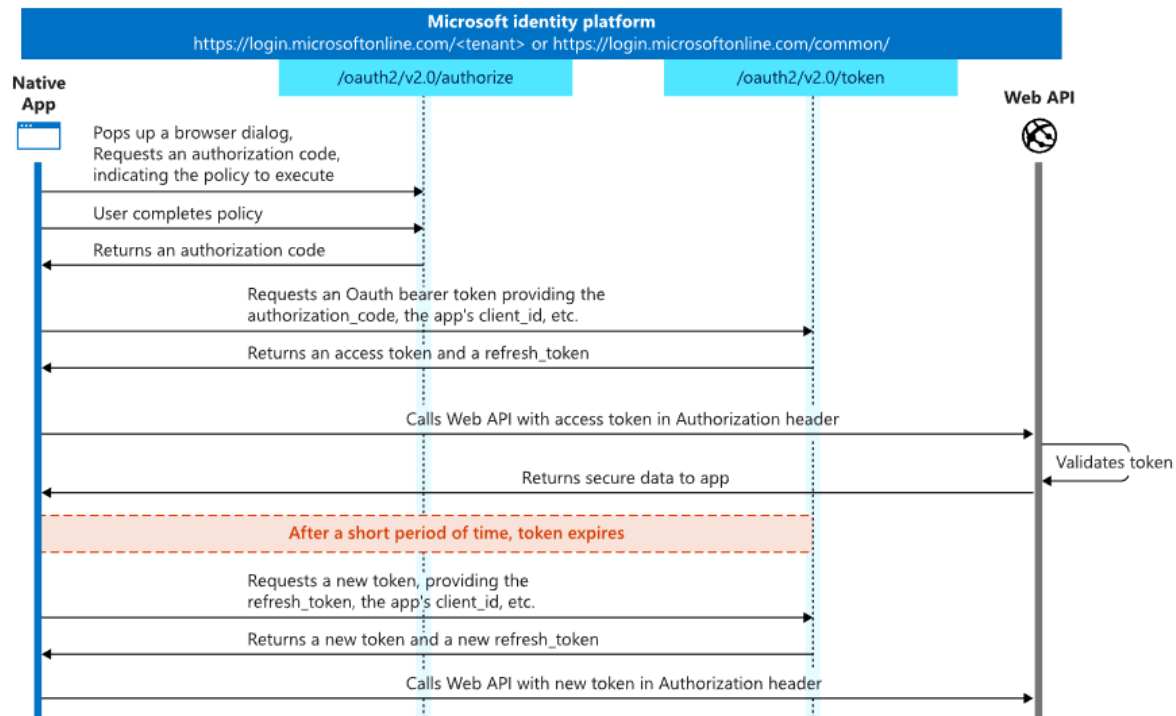 Microsoft identity platform
https://login.microsoftonline.com/<tenant> or https://login.microsoftonline.com/common/
/oauth2/v2.0/authorize
/oauth2/v2.0/token
Native
App
Web API
Pops up a browser dialog,
Requests an authorization code,
indicating the policy to execute
User completes policy
Returns an authorization code
Requests an Oauth bearer token providing the
authorization_code, the app's client_id, etc.
Returns an access token and a refresh_token
Calls Web API with access token in Authorization header
Validates token
Returns secure data to app
After a short period of time, token expires
Requests a new token, providing the
refresh_token, the app's client_id, etc.
Returns a new token and a new refresh_token
Calls Web API with new token in Authorization header